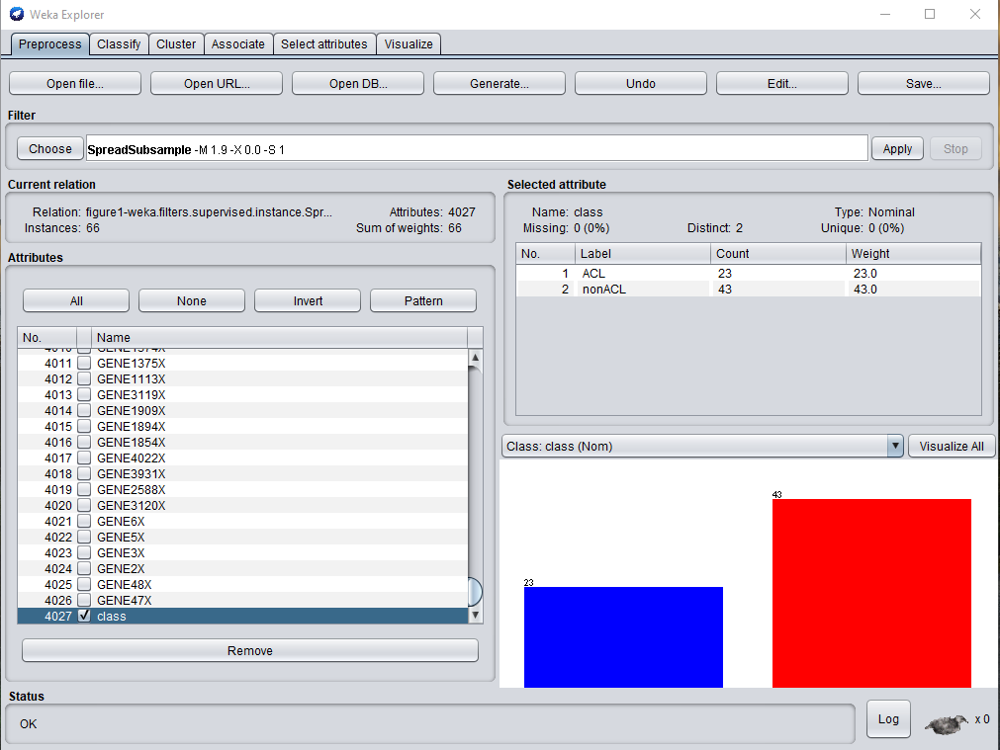 Weka Explorer
Preprocess Classify Cluster Associate Select attributes Visualize
Open file... Open URL... Open DB... Generate... Undo Edit... Save...
Filter
Choose SpreadSubsample -M 1.9 -X 0.0 -S 1 Apply Stop
Current relation
Relation: figure1-weka.filters.supervised.instance.Spr... Attributes: 4027
Instances: 66 Sum of weights: 66
Attributes
All None Invert Pattern
No. Name
4011 GENE1375X
4012 GENE1113X
4013 GENE3119X
4014 GENE1909X
4015 GENE1894X
4016 GENE1854X
4017 GENE4022X
4018 GENE3931X
4019 GENE2588X
4020 GENE3120X
4021 GENE6X
4022 GENE5X
4023 GENE3X
4024 GENE2X
4025 GENE48X
4026 GENE47X
4027 class
Remove
Selected attribute
Name: class Type: Nominal
Missing: 0 (0%) Distinct: 2 Unique: 0 (0%)
No. Label Count Weight
1 ACL 23 23.0
2 nonACL 43 43.0
Class: class (Nom) Visualize All
43
23
Status
OK
Log x 0